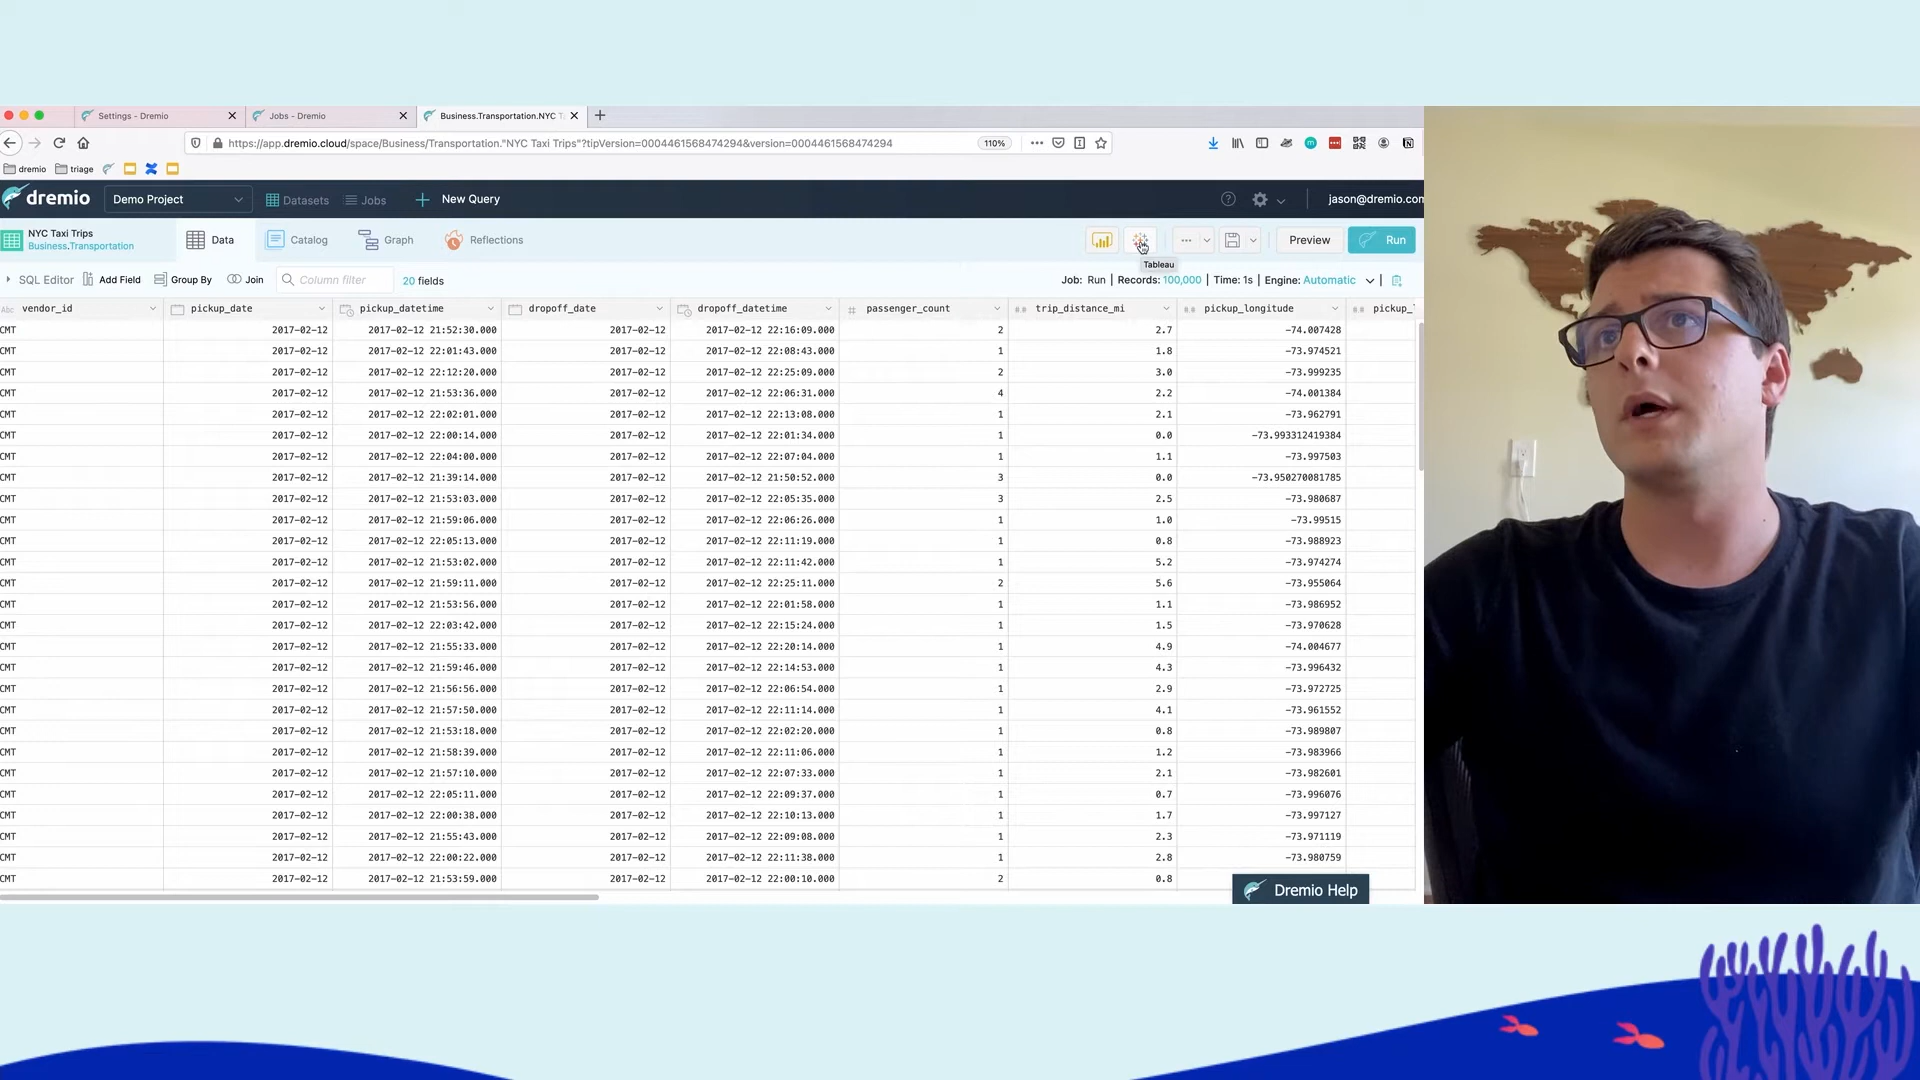 Settings - Dremio
Jobs - Dremio
Business.Transportation.NYC T
https://app.dremio.cloud/space/Business/Transportation."NYC Taxi Trips"?tipVersion=0004461568474294&version=0004461568474294
110%
dremio
triage
dremio
Demo Project
Datasets
Jobs
New Query
jason@dremio.com
NYC Taxi Trips
Business.Transportation
Data
Catalog
Graph
Reflections
Preview
Run
Tableau
SQL Editor
Add Field
Group By
Join
Column filter
20 fields
Job: Run | Records: 100,000 | Time: 1s | Engine: Automatic
Abc vendor_id pickup_date pickup_datetime dropoff_date dropoff_datetime # passenger_count #.# trip_distance_mi #.# pickup_longitude #.# pickup_l
CMT 2017-02-12 2017-02-12 21:52:30.000 2017-02-12 2017-02-12 22:16:09.000 2 2.7 -74.007428
CMT 2017-02-12 2017-02-12 22:01:43.000 2017-02-12 2017-02-12 22:08:43.000 1 1.8 -73.974521
CMT 2017-02-12 2017-02-12 22:12:20.000 2017-02-12 2017-02-12 22:25:09.000 2 3.0 -73.999235
CMT 2017-02-12 2017-02-12 21:53:36.000 2017-02-12 2017-02-12 22:06:31.000 4 2.2 -74.001384
CMT 2017-02-12 2017-02-12 22:02:01.000 2017-02-12 2017-02-12 22:13:08.000 1 2.1 -73.962791
CMT 2017-02-12 2017-02-12 22:00:14.000 2017-02-12 2017-02-12 22:01:34.000 1 0.0 -73.993312419384
CMT 2017-02-12 2017-02-12 22:04:00.000 2017-02-12 2017-02-12 22:07:04.000 1 1.1 -73.997503
CMT 2017-02-12 2017-02-12 21:39:14.000 2017-02-12 2017-02-12 21:50:52.000 3 0.0 -73.950270081785
CMT 2017-02-12 2017-02-12 21:53:03.000 2017-02-12 2017-02-12 22:05:35.000 3 2.5 -73.980687
CMT 2017-02-12 2017-02-12 21:59:06.000 2017-02-12 2017-02-12 22:06:26.000 1 1.0 -73.99515
CMT 2017-02-12 2017-02-12 22:05:13.000 2017-02-12 2017-02-12 22:11:19.000 1 0.8 -73.988923
CMT 2017-02-12 2017-02-12 21:53:02.000 2017-02-12 2017-02-12 22:11:42.000 1 5.2 -73.974274
CMT 2017-02-12 2017-02-12 21:59:11.000 2017-02-12 2017-02-12 22:25:11.000 2 5.6 -73.955064
CMT 2017-02-12 2017-02-12 21:53:56.000 2017-02-12 2017-02-12 22:01:58.000 1 1.1 -73.986952
CMT 2017-02-12 2017-02-12 22:03:42.000 2017-02-12 2017-02-12 22:15:24.000 1 1.5 -73.970628
CMT 2017-02-12 2017-02-12 21:55:33.000 2017-02-12 2017-02-12 22:20:14.000 1 4.9 -74.004677
CMT 2017-02-12 2017-02-12 21:59:46.000 2017-02-12 2017-02-12 22:14:53.000 1 4.3 -73.996432
CMT 2017-02-12 2017-02-12 21:56:56.000 2017-02-12 2017-02-12 22:06:54.000 1 2.9 -73.972725
CMT 2017-02-12 2017-02-12 21:57:50.000 2017-02-12 2017-02-12 22:11:14.000 1 4.1 -73.961552
CMT 2017-02-12 2017-02-12 21:53:18.000 2017-02-12 2017-02-12 22:02:20.000 1 0.8 -73.989807
CMT 2017-02-12 2017-02-12 21:58:39.000 2017-02-12 2017-02-12 22:11:06.000 1 1.2 -73.983966
CMT 2017-02-12 2017-02-12 21:57:10.000 2017-02-12 2017-02-12 22:07:33.000 1 2.1 -73.982601
CMT 2017-02-12 2017-02-12 22:05:11.000 2017-02-12 2017-02-12 22:09:37.000 1 0.7 -73.996076
CMT 2017-02-12 2017-02-12 22:00:38.000 2017-02-12 2017-02-12 22:10:13.000 1 1.7 -73.997127
CMT 2017-02-12 2017-02-12 21:55:43.000 2017-02-12 2017-02-12 22:09:08.000 1 2.3 -73.971119
CMT 2017-02-12 2017-02-12 22:00:22.000 2017-02-12 2017-02-12 22:11:38.000 1 2.8 -73.980759
CMT 2017-02-12 2017-02-12 21:53:59.000 2017-02-12 2017-02-12 22:00:10.000 2 0.8
Dremio Help